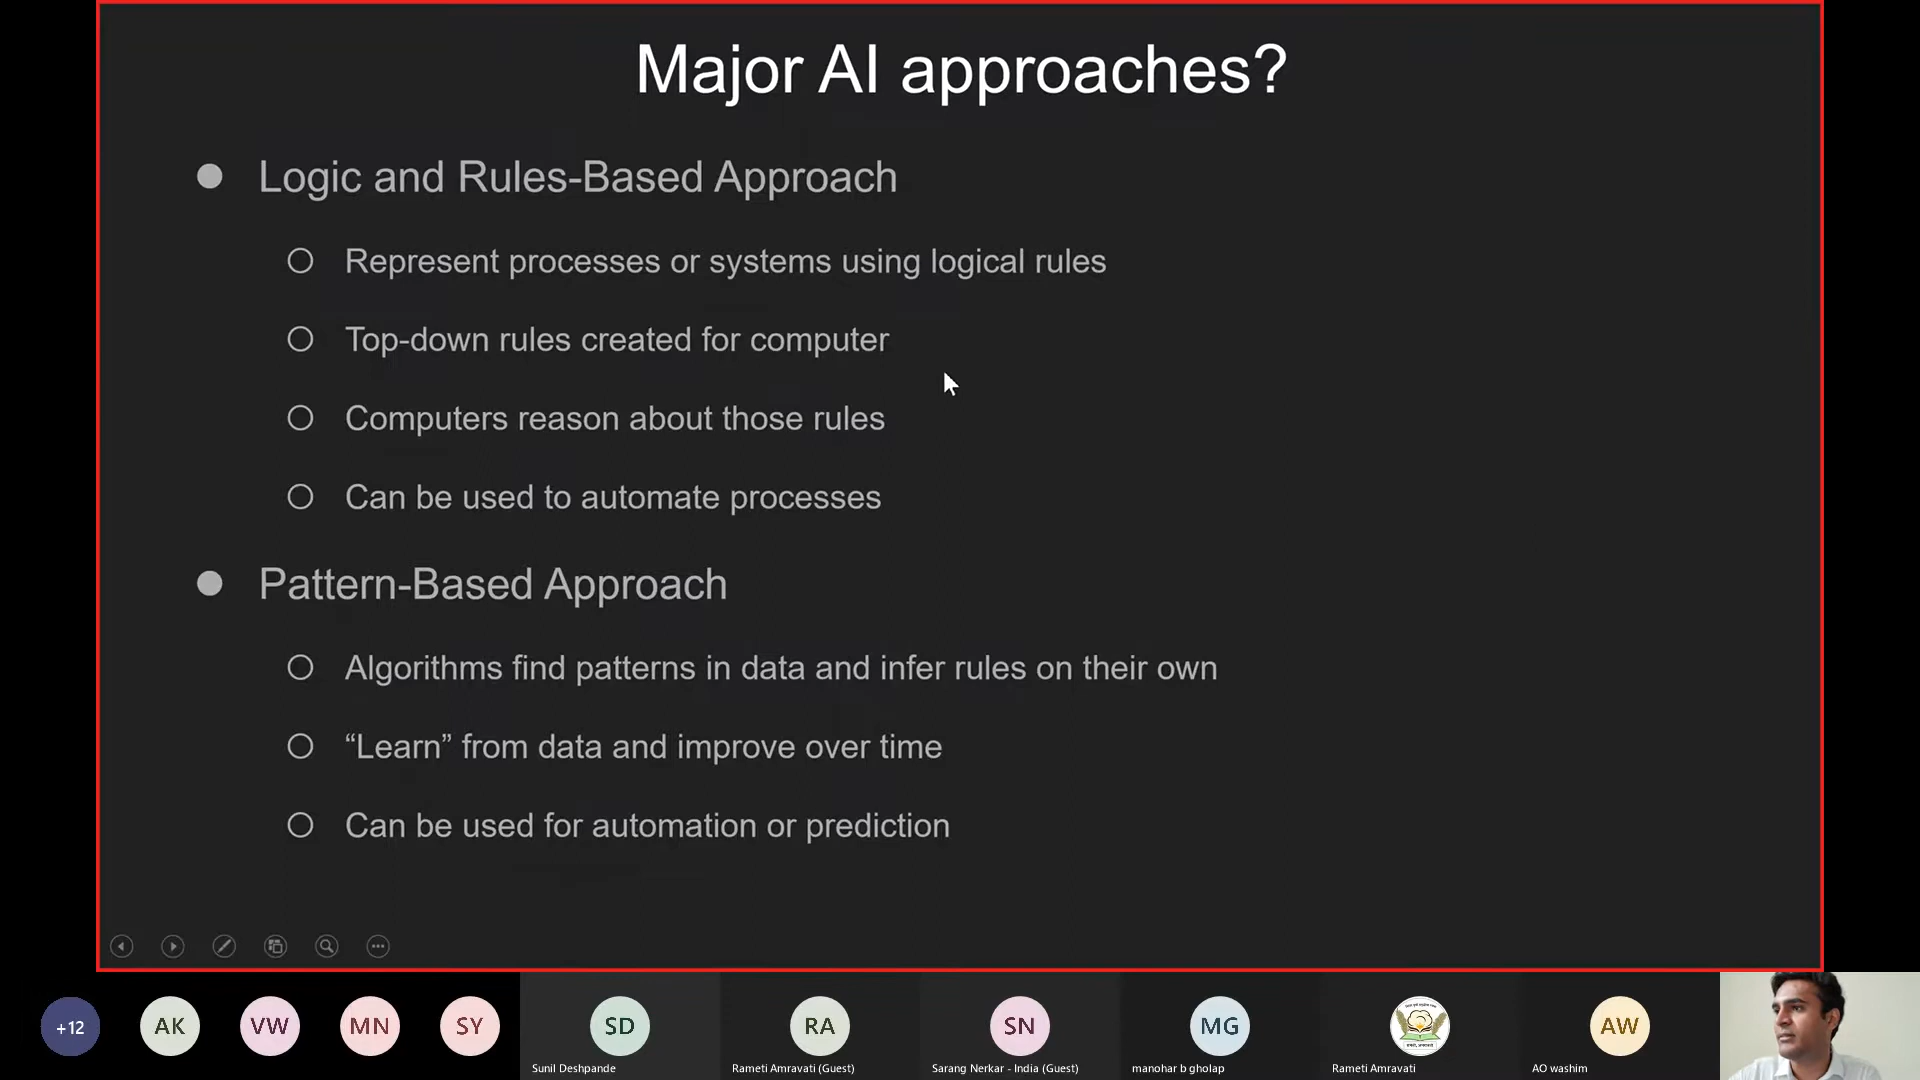 Major AI approaches?
Logic and Rules-Based Approach
Represent processes or systems using logical rules
Top-down rules created for computer
Computers reason about those rules
Can be used to automate processes
Pattern-Based Approach
Algorithms find patterns in data and infer rules on their own
“Learn” from data and improve over time
Can be used for automation or prediction
+12
AK
VW
MN
SY
SD
RA
SN
MG
AW
Sunil Deshpande
Rameti Amravati (Guest)
Sarang Nerkar - India (Guest)
manohar b gholap
Rameti Amravati
AO washim